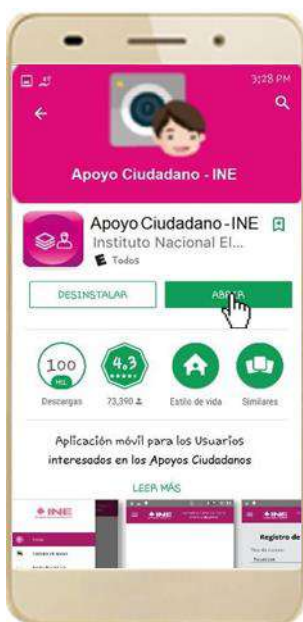 3:28 PM
Apoyo Ciudadano - INE
Apoyo Ciudadano - INE
Instituto Nacional El...
E Todos
DESINSTALAR
ABRIR
100
MIL
4.3
Descargas
73,390
Estilo de vida
Similares
Aplicación móvil para los Usuarios
interesados en los Apoyos Ciudadanos
LEER MÁS
INE
INE
INE
Registro de